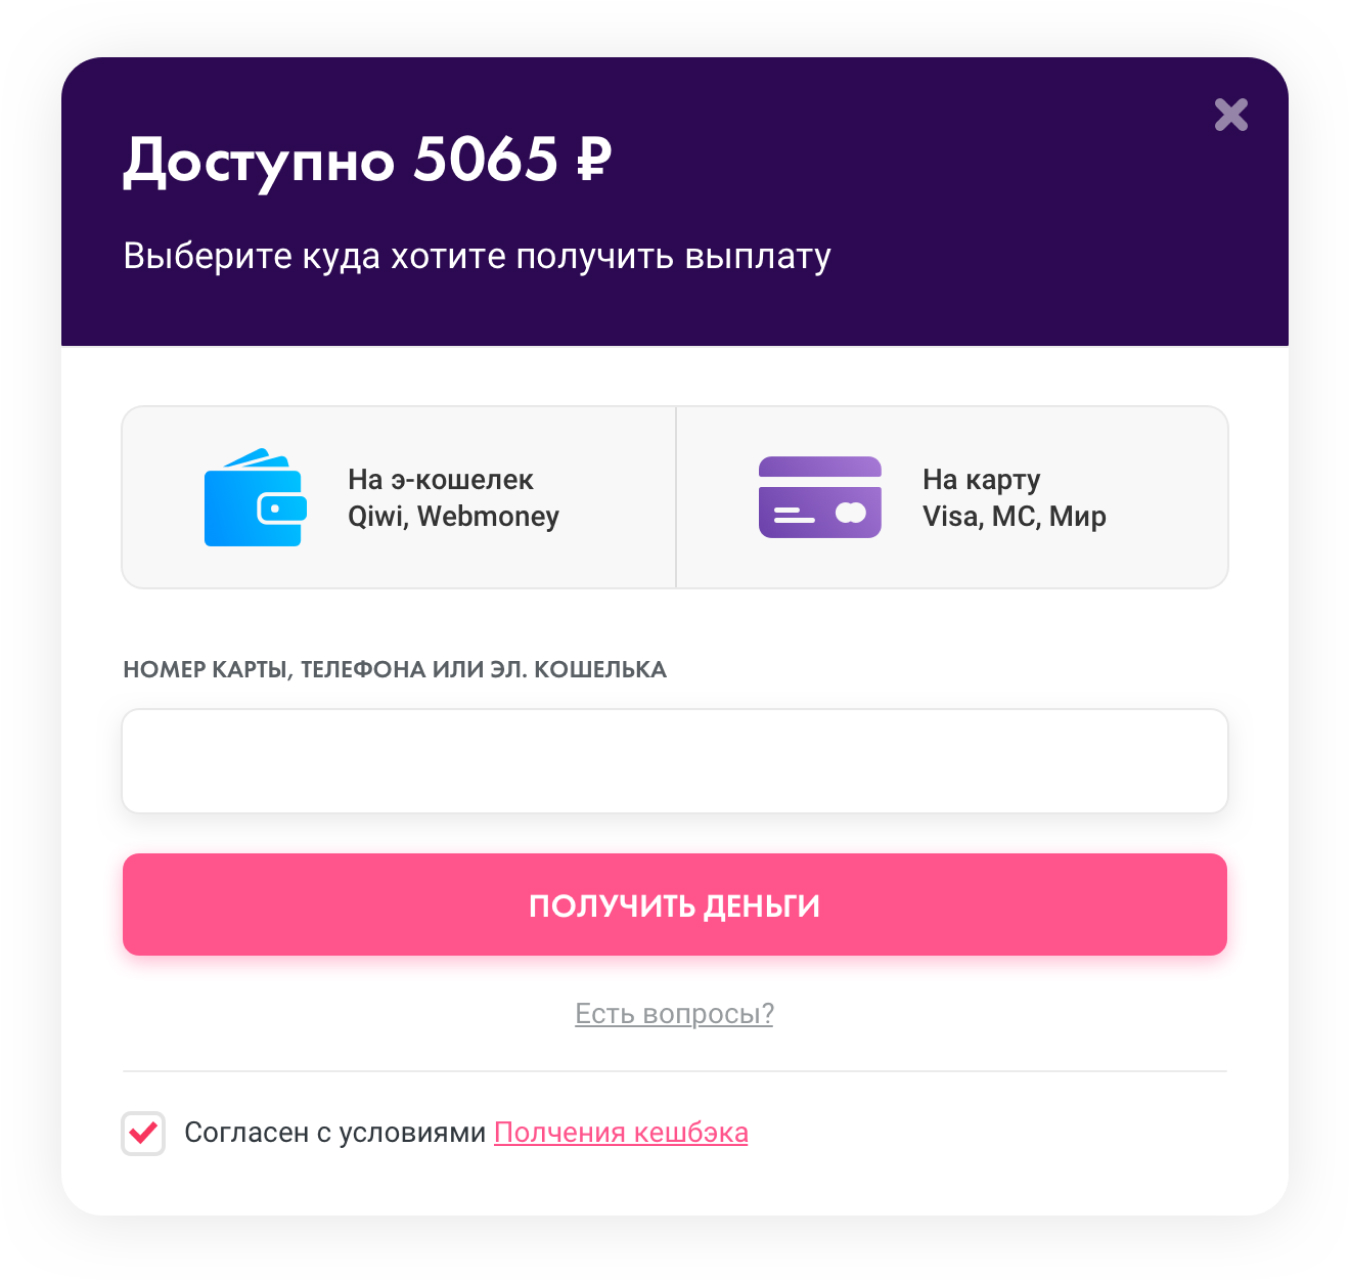 Доступно 5065 ₽
Выберите куда хотите получить выплату
На э-кошелек
Qiwi, Webmoney
На карту
Visa, MC, Мир
НОМЕР КАРТЫ, ТЕЛЕФОНА ИЛИ ЭЛ. КОШЕЛЬКА
ПОЛУЧИТЬ ДЕНЬГИ
Есть вопросы?
Согласен с условиями Полчения кешбэка